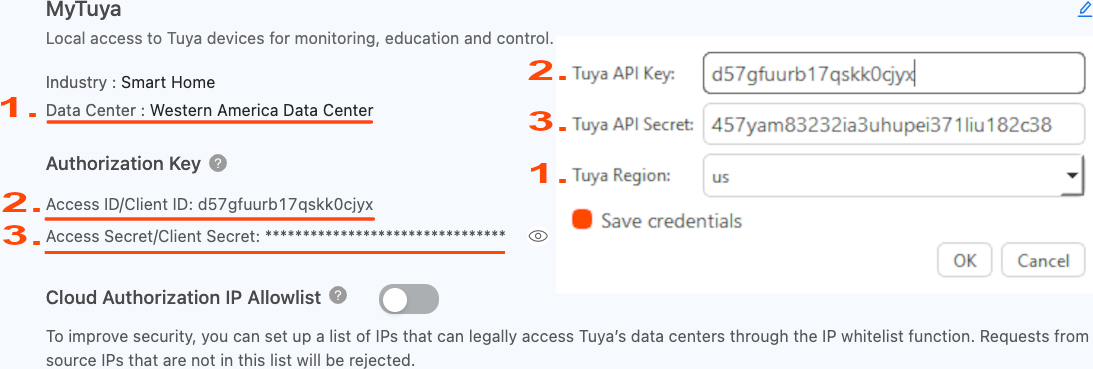 MyTuya
Local access to Tuya devices for monitoring, education and control.
Industry : Smart Home
1. Data Center : Western America Data Center
Authorization Key ?
2. Access ID/Client ID: d57gfuurb17qskk0cjyx
3. Access Secret/Client Secret: ********************************
2. Tuya API Key: d57gfuurb17qskk0cjyx
3. Tuya API Secret: 457yam83232ia3uhupei371liu182c38
1. Tuya Region: us
Save credentials
OK Cancel
Cloud Authorization IP Allowlist ?
To improve security, you can set up a list of IPs that can legally access Tuya's data centers through the IP whitelist function. Requests from
source IPs that are not in this list will be rejected.